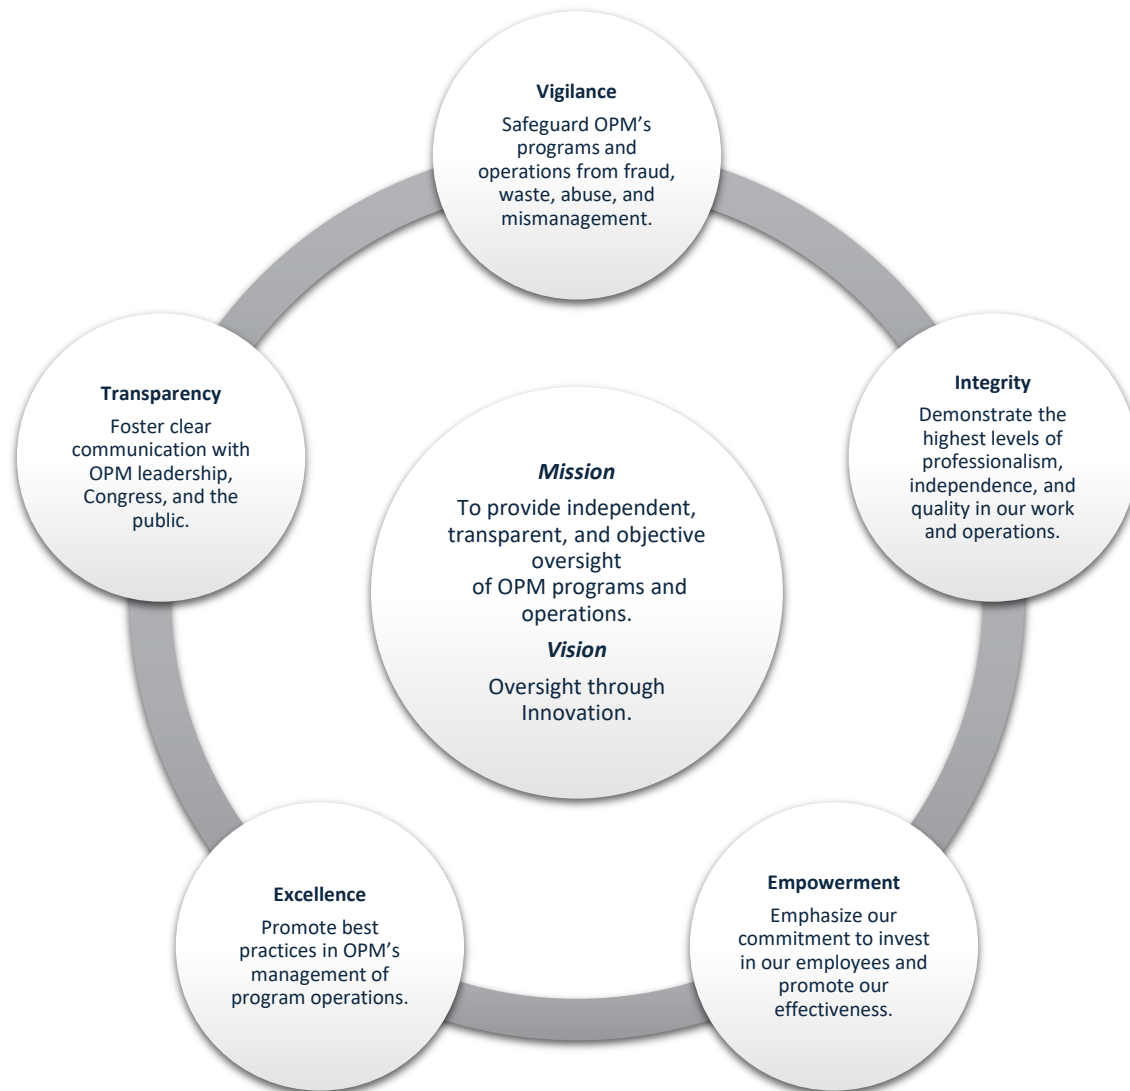 Vigilance
Safeguard OPM’s
programs and
operations from fraud,
waste, abuse, and
mismanagement.
Transparency
Foster clear
communication with
OPM leadership,
Congress, and the
public.
Integrity
Demonstrate the
highest levels of
professionalism,
independence, and
quality in our work
and operations.
Mission
To provide independent,
transparent, and objective
oversight
of OPM programs and
operations.
Vision
Oversight through
Innovation.
Excellence
Promote best
practices in OPM’s
management of
program operations.
Empowerment
Emphasize our
commitment to invest
in our employees and
promote our
effectiveness.